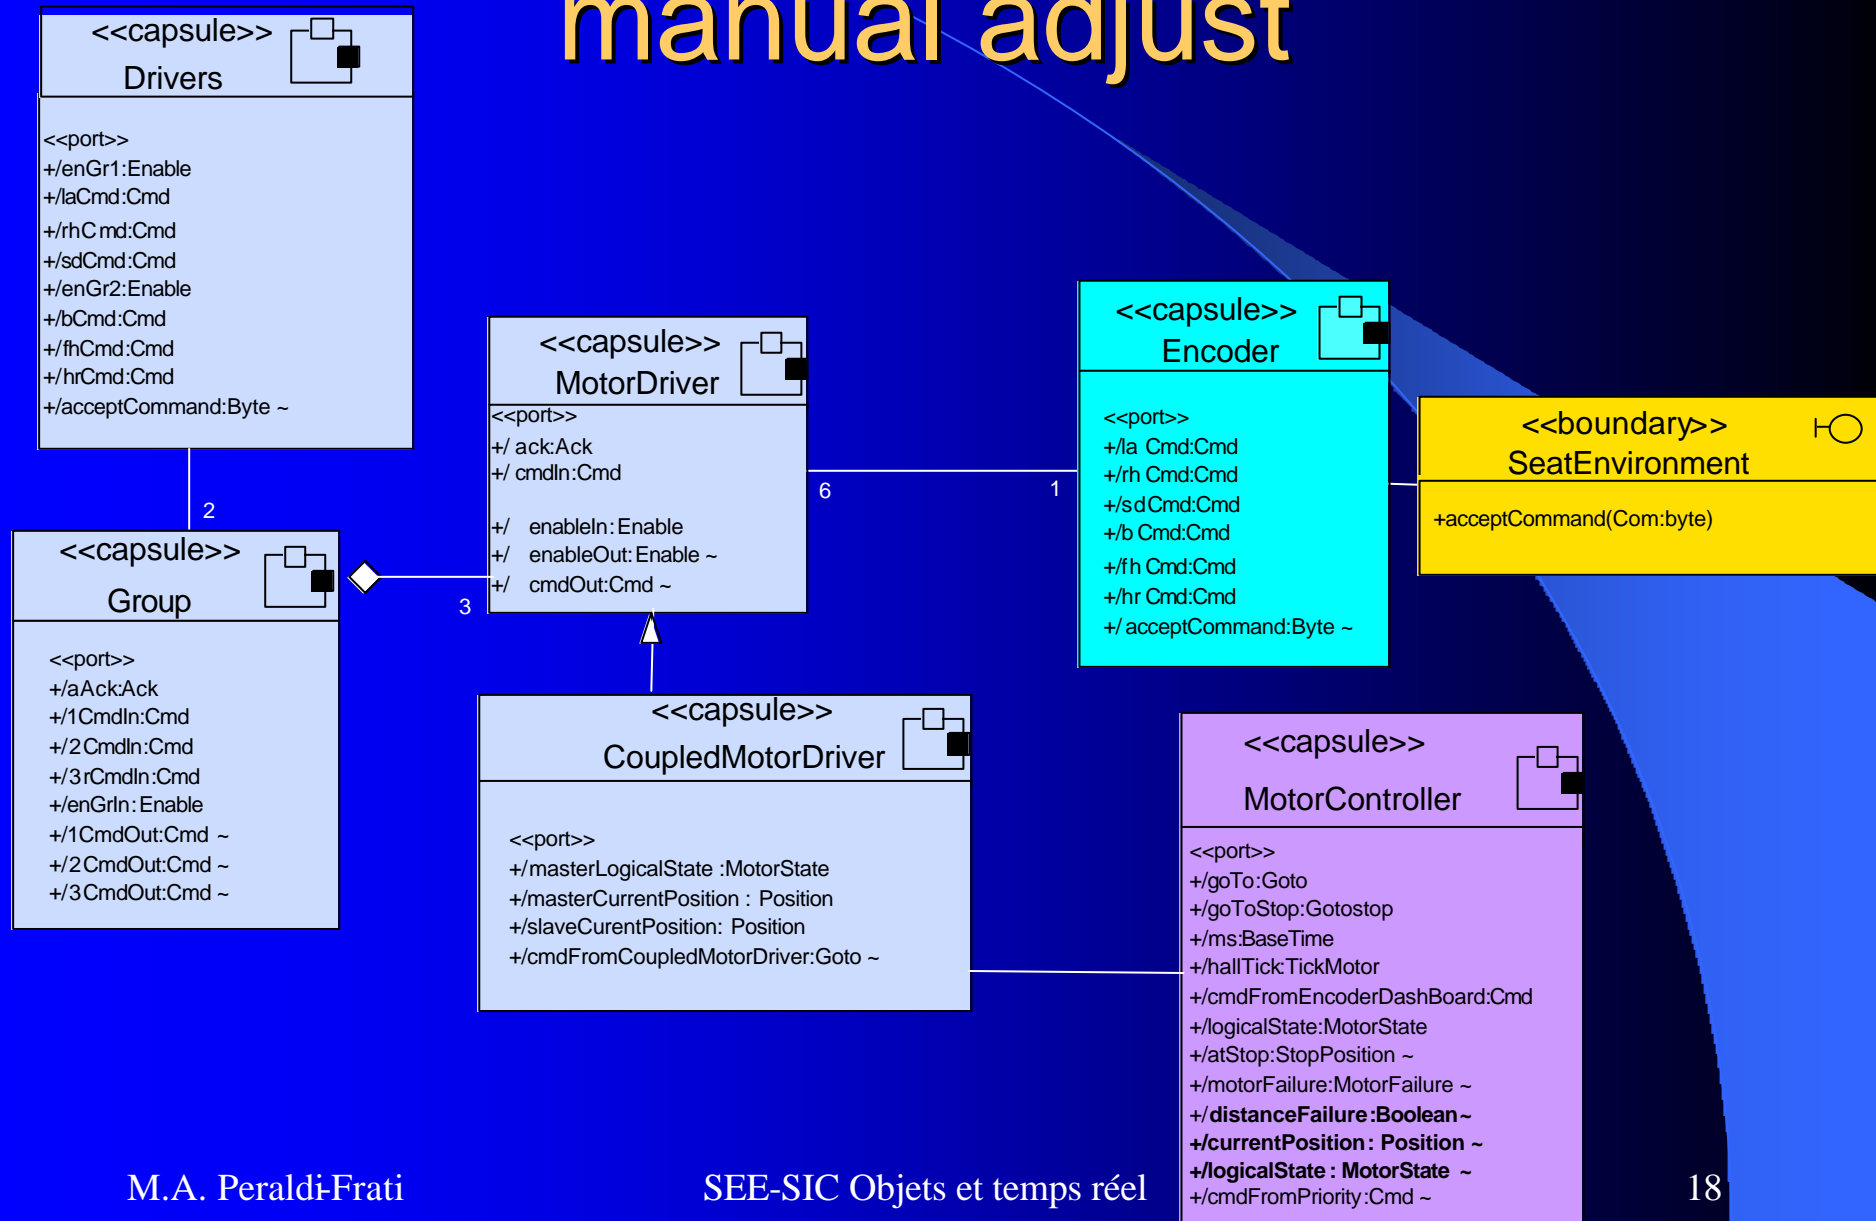 manual adjust
<<capsule>>
Drivers
<<port>>
+/enGr1:Enable
+/laCmd:Cmd
+/rhCmd:Cmd
+/sdCmd:Cmd
+/enGr2:Enable
+/bCmd:Cmd
+/fhCmd:Cmd
+/hrCmd:Cmd
+/acceptCommand:Byte ~
2
<<capsule>>
Group
<<port>>
+/aAck:Ack
+/1CmdIn:Cmd
+/2CmdIn:Cmd
+/3rCmdIn:Cmd
+/enGrIn:Enable
+/1CmdOut:Cmd ~
+/2CmdOut:Cmd ~
+/3CmdOut:Cmd ~
3
<<capsule>>
MotorDriver
<<port>>
+/ ack:Ack
+/ cmdIn:Cmd
+/ enableIn:Enable
+/ enableOut:Enable ~
+/ cmdOut:Cmd ~
6
1
<<capsule>>
Encoder
<<port>>
+/la Cmd:Cmd
+/rh Cmd:Cmd
+/sdCmd:Cmd
+/b Cmd:Cmd
+/fh Cmd:Cmd
+/hr Cmd:Cmd
+/acceptCommand:Byte ~
<<boundary>>
SeatEnvironment
+acceptCommand(Com:byte)
<<capsule>>
CoupledMotorDriver
<<port>>
+/masterLogicalState :MotorState
+/masterCurrentPosition : Position
+/slaveCurentPosition: Position
+/cmdFromCoupledMotorDriver:Goto ~
<<capsule>>
MotorController
<<port>>
+/goTo:Goto
+/goToStop:Gotostop
+/ms:BaseTime
+/hallTick:TickMotor
+/cmdFromEncoderDashBoard:Cmd
+/logicalState:MotorState
+/atStop:StopPosition ~
+/motorFailure:MotorFailure ~
+/distanceFailure:Boolean~
+/currentPosition: Position ~
+/logicalState: MotorState ~
+/cmdFromPriority:Cmd ~
M.A. Peraldi-Frati
SEE-SIC Objets et temps réel
18